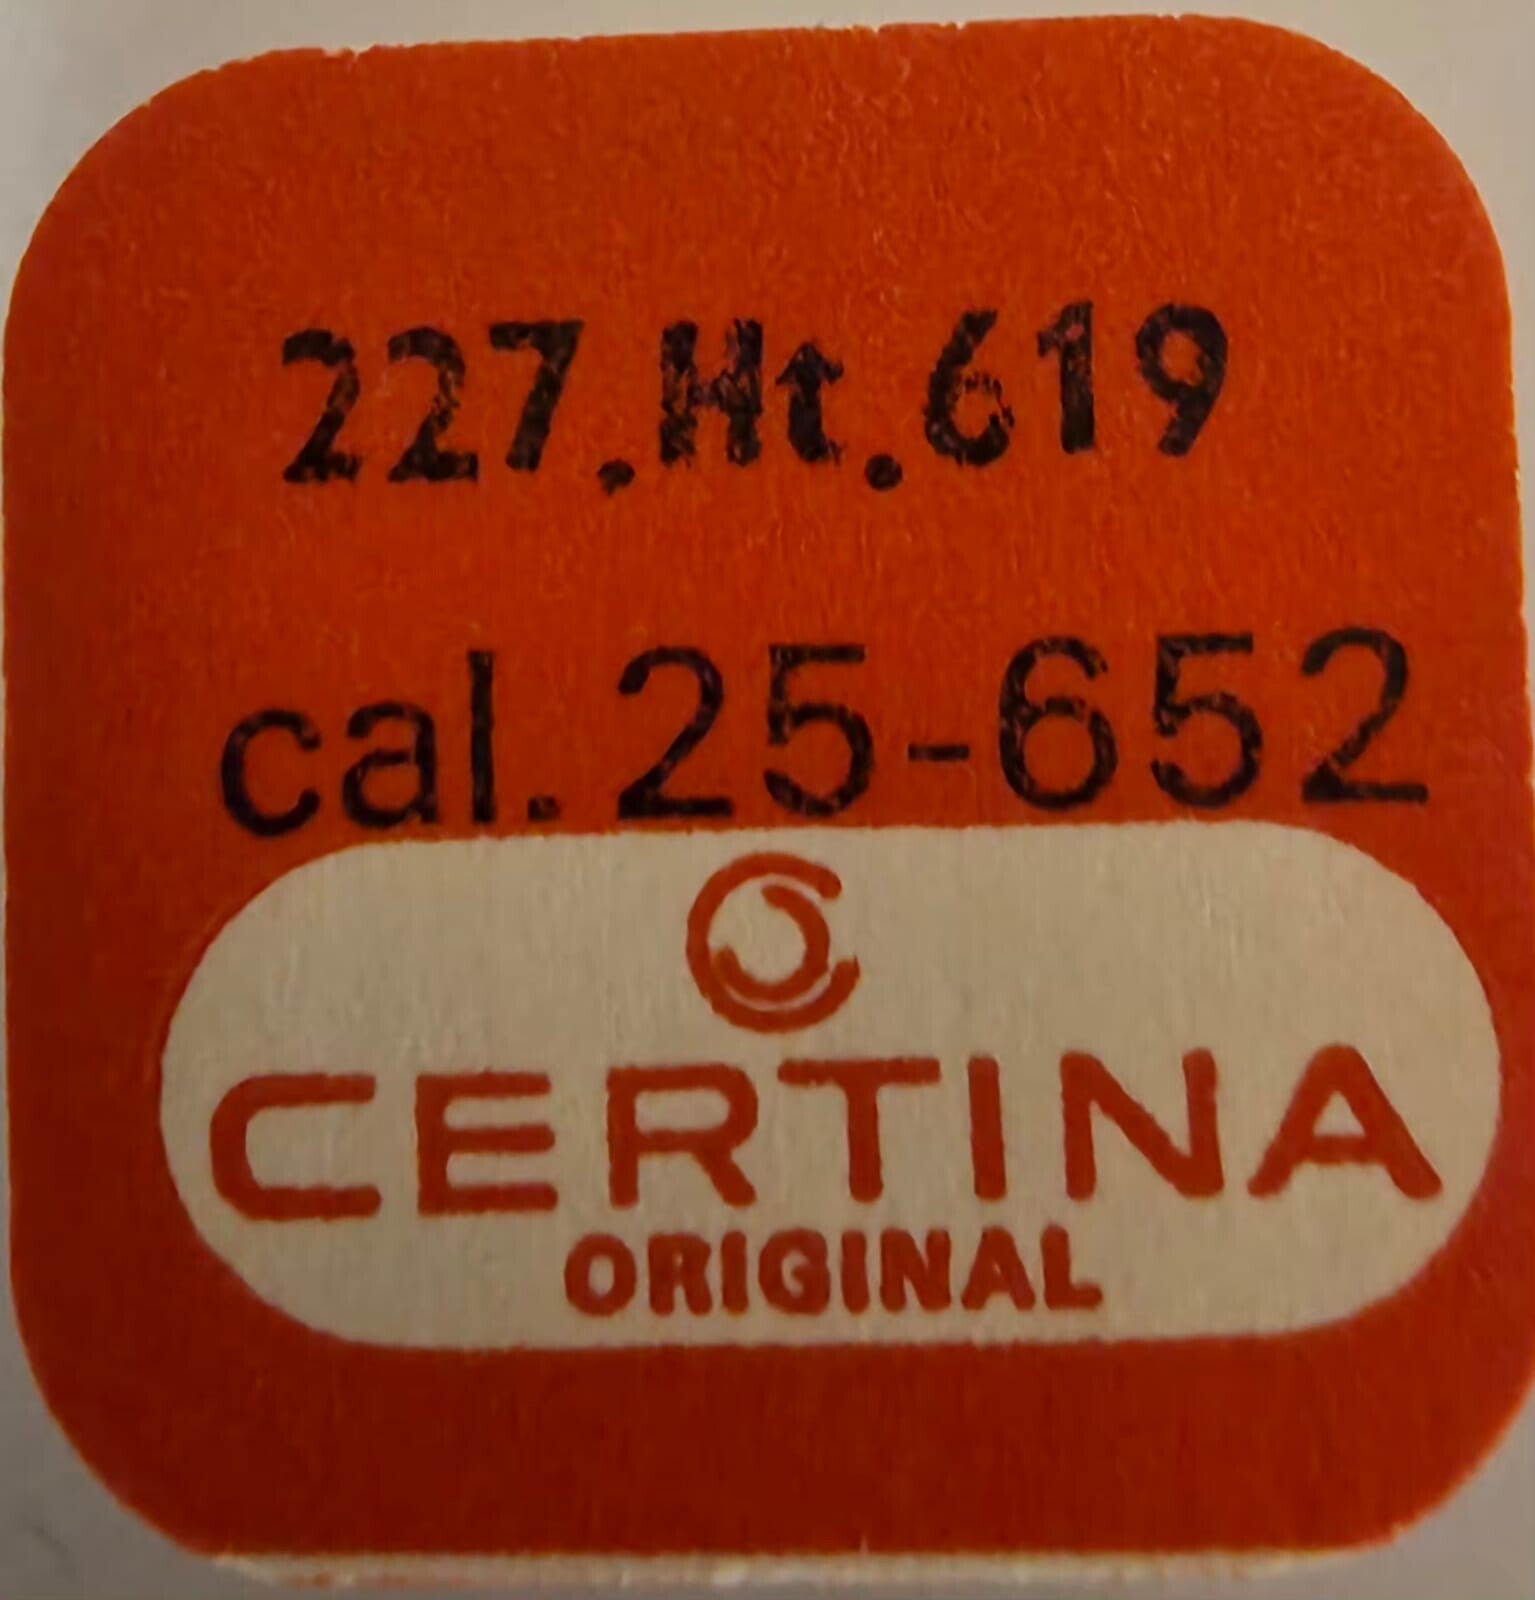 227.Ht.619
cal. 25-652
CERTINA
ORIGINAL